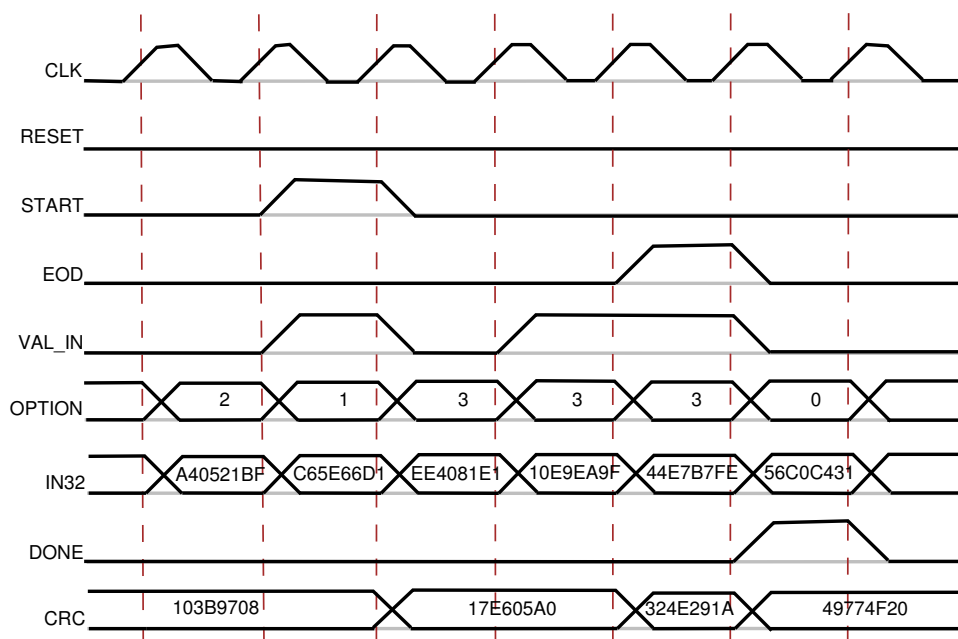 CLK
RESET
START
EOD
VAL_IN
OPTION 2 1 3 3 3 0
IN32 A40521BF C65E66D1 EE4081E1 10E9EA9F 44E7B7FE 56C0C431
DONE
CRC 103B9708 17E605A0 324E291A 49774F20